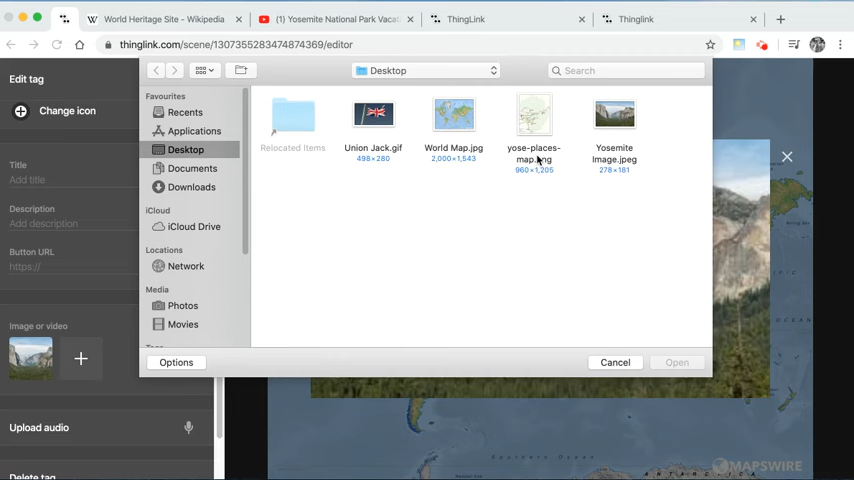 World Heritage Site - Wikipedia
(1) Yosemite National Park Vacat
ThingLink
Thinglink
thinglink.com/scene/1307355283474874369/editor
Edit tag
Change icon
Title
Add title
Description
Add description
Button URL
https://
Image or video
Upload audio
Delete tag
Desktop
Search
Favourites
Recents
Applications
Desktop
Documents
Downloads
iCloud
iCloud Drive
Locations
Network
Media
Photos
Movies
Relocated Items
Union Jack.gif
498×280
World Map.jpg
2,000×1,543
yose-places-
map.png
960×1,205
Yosemite
Image.jpeg
278×181
Options
Cancel
Open
Southern Ocean
MAPSWIRE